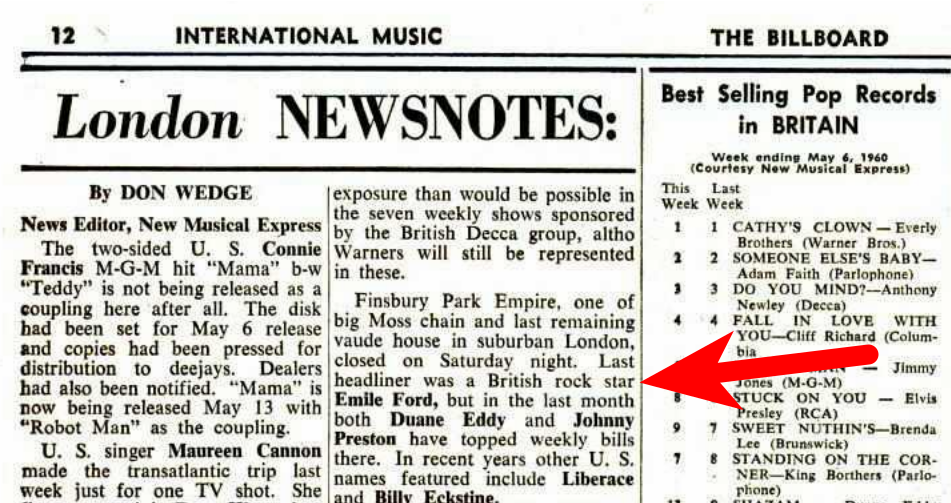 12 INTERNATIONAL MUSIC THE BILLBOARD
London NEWSNOTES:
By DON WEDGE
News Editor, New Musical Express
The two-sided U. S. Connie
Francis M-G-M hit "Mama" b-w
"Teddy" is not being released as a
coupling here after all. The disk
had been set for May 6 release
and copies had been pressed for
distribution to deejays. Dealers
had also been notified. "Mama" is
now being released May 13 with
"Robot Man" as the coupling.
U. S. singer Maureen Cannon
made the transatlantic trip last
week just for one TV shot. She
exposure than would be possible in
the seven weekly shows sponsored
by the British Decca group, altho
Warners will still be represented
in these.
Finsbury Park Empire, one of
big Moss chain and last remaining
vaude house in suburban London,
closed on Saturday night. Last
headliner was a British rock star
Emile Ford, but in the last month
both Duane Eddy and Johnny
Preston have topped weekly bills
there. In recent years other U. S.
names featured include Liberace
and Billy Eckstine.
Best Selling Pop Records
in BRITAIN
Week ending May 6, 1960
(Courtesy New Musical Express)
This Last
Week Week
1 1 CATHY'S CLOWN — Everly
Brothers (Warner Bros.)
2 2 SOMEONE ELSE'S BABY—
Adam Faith (Parlophone)
3 3 DO YOU MIND?—Anthony
Newley (Decca)
4 4 FALL IN LOVE WITH
YOU—Cliff Richard (Colum-
bia
— Jimmy
Jones (M-G-M)
8 STUCK ON YOU — Elvis
Presley (RCA)
9 7 SWEET NUTHIN'S—Brenda
Lee (Brunswick)
7 8 STANDING ON THE COR-
NER—King Borthers (Parlo-
phone)